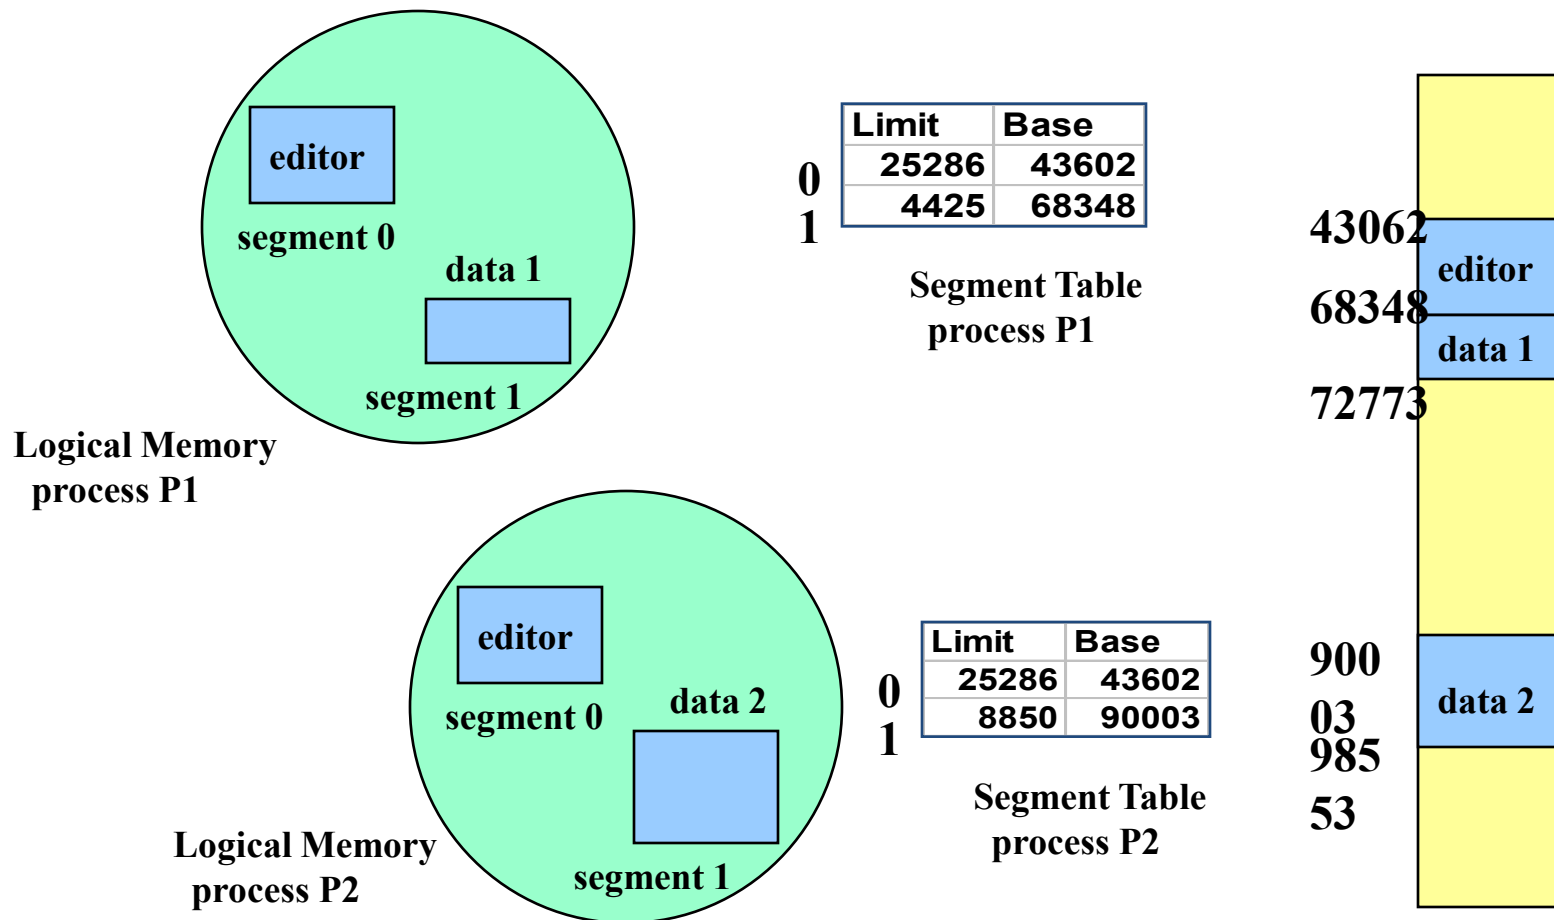 editor
segment 0
data 1
segment 1
Logical Memory
process P1
Limit Base
0 25286 43602
1 4425 68348
Segment Table
process P1
43062
editor
68348
data 1
72773
editor
segment 0
data 2
segment 1
Logical Memory
process P2
Limit Base
0 25286 43602
1 8850 90003
Segment Table
process P2
900
03
data 2
985
53